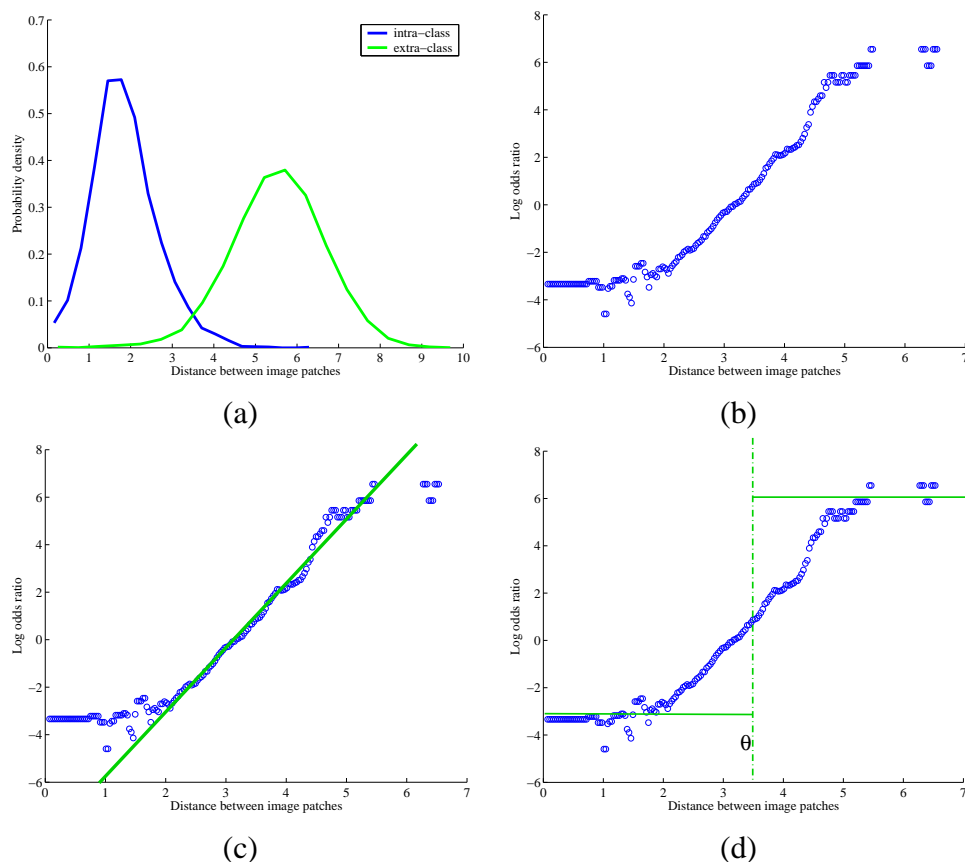 0.7
0.6
0.5
0.4
0.3
0.2
0.1
0
Probability density
intra−class
extra−class
0 1 2 3 4 5 6 7 8 9 10
Distance between image patches
(a)
8
6
4
2
0
−2
−4
−6
Log odds ratio
0 1 2 3 4 5 6 7
Distance between image patches
(b)
8
6
4
2
0
−2
−4
−6
Log odds ratio
0 1 2 3 4 5 6 7
Distance between image patches
(c)
8
6
4
2
0
−2
−4
−6
Log odds ratio
θ
0 1 2 3 4 5 6 7
Distance between image patches
(d)